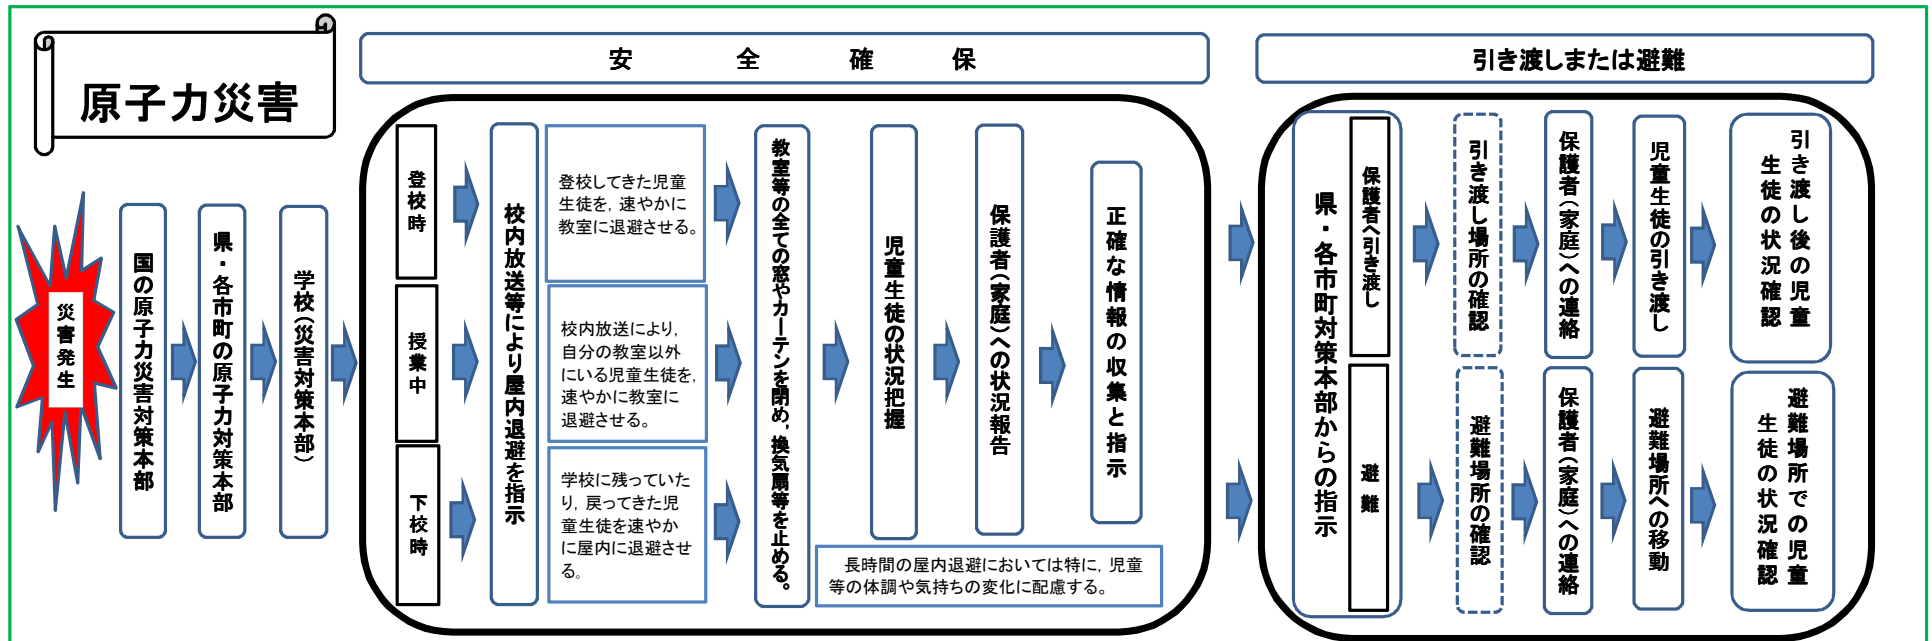 原子力災害
安全確保
引き渡しまたは避難
災害発生
国の原子力災害対策本部
県・各市町の原子力対策本部
学校(災害対策本部)
登校時
授業中
下校時
校内放送等により屋内退避を指示
登校してきた児童
生徒を, 速やかに
教室に退避させる。
校内放送により,
自分の教室以外
にいる児童生徒を,
速やかに教室に
退避させる。
学校に残っていた
り, 戻ってきた児
童生徒を速やか
に屋内に退避させ
る。
教室等の全ての窓やカーテンを閉め, 換気扇等を止める。
児童生徒の状況把握
保護者(家庭)への状況報告
正確な情報の収集と指示
長時間の屋内退避においては特に, 児童
等の体調や気持ちの変化に配慮する。
県・各市町対策本部からの指示
保護者へ引き渡し
引き渡し場所の確認
保護者(家庭)への連絡
児童生徒の引き渡し
引き渡し後の児童
生徒の状況確認
避難
避難場所の確認
保護者(家庭)への連絡
避難場所への移動
避難場所での児童
生徒の状況確認